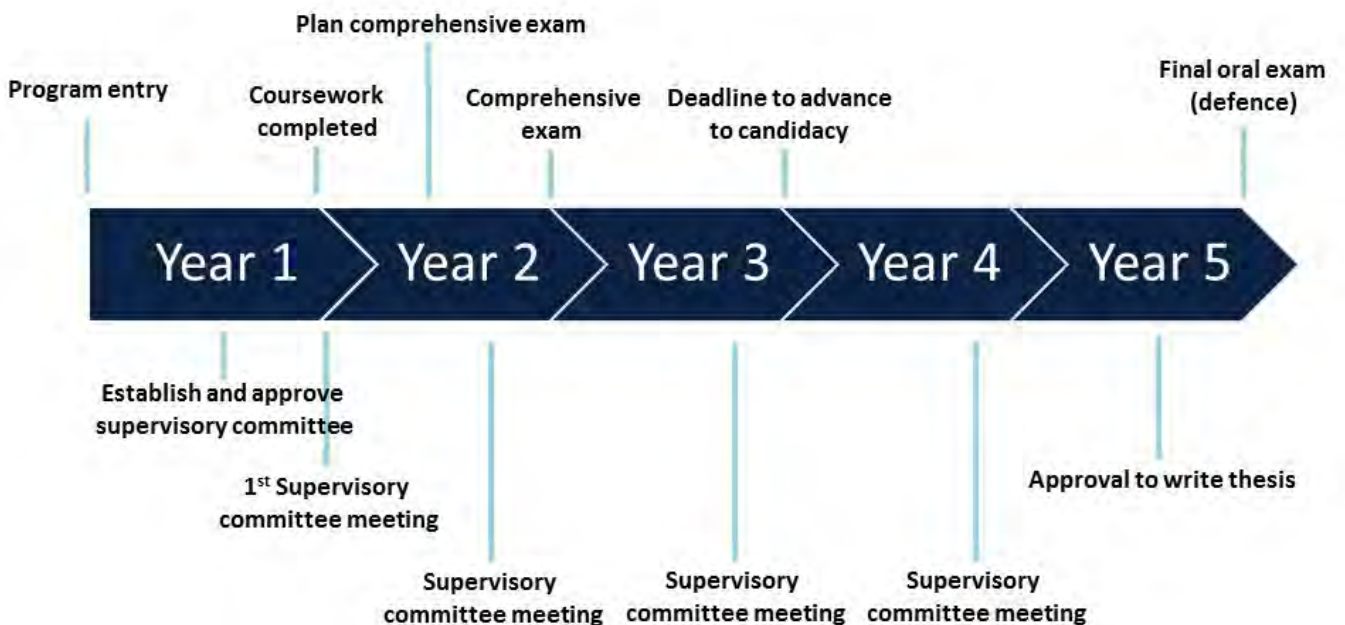 Plan comprehensive exam
Program entry
Coursework
completed
Comprehensive
exam
Deadline to advance
to candidacy
Final oral exam
(defence)
Year 1
Year 2
Year 3
Year 4
Year 5
Establish and approve
supervisory committee
1st Supervisory
committee meeting
Supervisory
committee meeting
Supervisory
committee meeting
Supervisory
committee meeting
Approval to write thesis